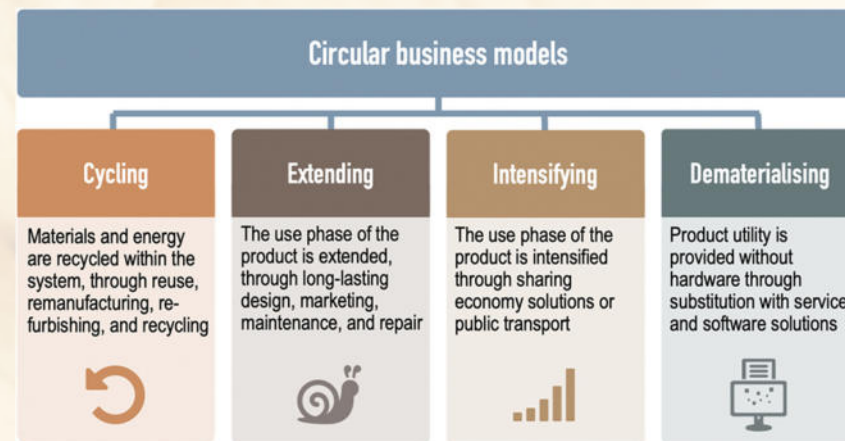 Circular business models
Cycling
Materials and energy
are recycled within the
system, through reuse,
remanufacturing, re-
furbishing, and recycling
Extending
The use phase of the
product is extended,
through long-lasting
design, marketing,
maintenance, and repair
Intensifying
The use phase of the
product is intensified
through sharing
economy solutions or
public transport
Dematerialising
Product utility is
provided without
hardware through
substitution with service
and software solutions